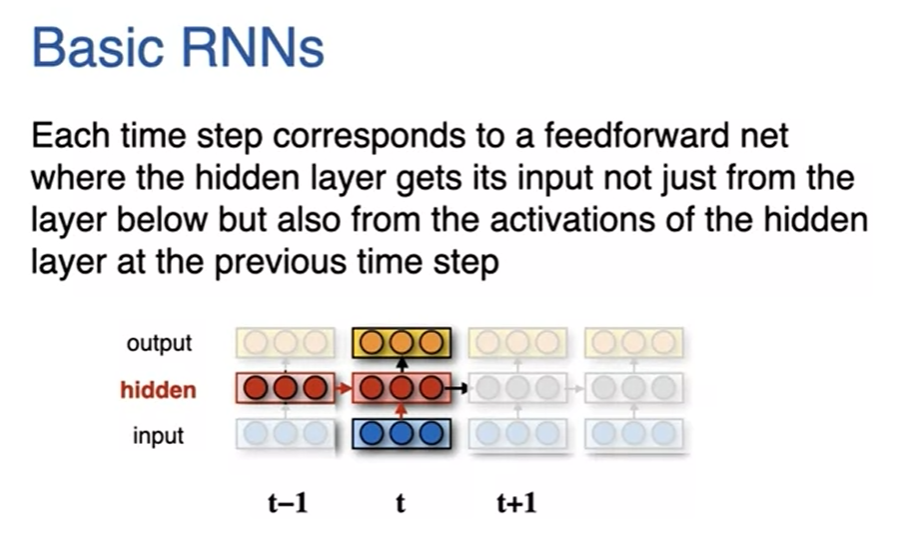 Basic RNNs
Each time step corresponds to a feedforward net
where the hidden layer gets its input not just from the
layer below but also from the activations of the hidden
layer at the previous time step
output
hidden
input
t–1 t t+1